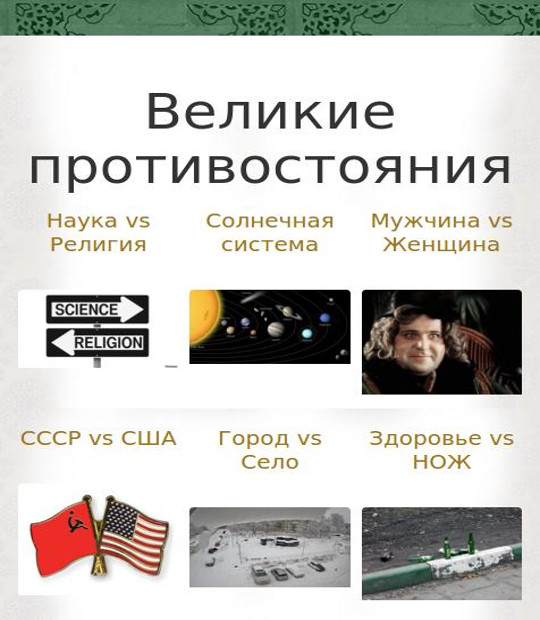 Великие
противостояния
Наука vs
Религия
Солнечная
система
Мужчина vs
Женщина
SCIENCE
RELIGION
СССР vs США
Город vs
Село
Здоровье vs
НОЖ